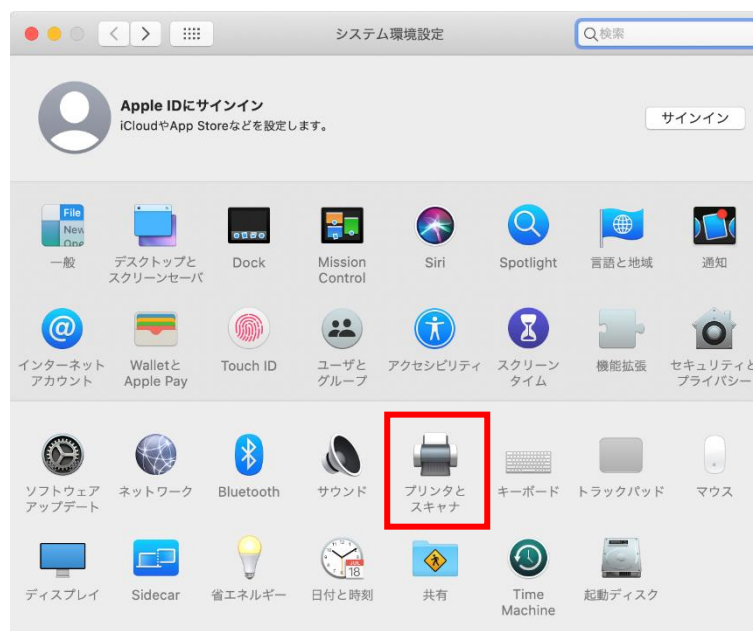 システム環境設定
検索
Apple IDにサインイン
iCloudやApp Storeなどを設定します。
サインイン
File
New
Ope
一般
デスクトップと
スクリーンセーバ
Dock
Mission
Control
Siri
Spotlight
言語と地域
通知
インターネット
アカウント
Walletと
Apple Pay
Touch ID
ユーザと
グループ
アクセシビリティ
スクリーン
タイム
機能拡張
セキュリティと
プライバシー
ソフトウェア
アップデート
ネットワーク
Bluetooth
サウンド
プリンタと
スキャナ
キーボード
トラックパッド
マウス
ディスプレイ
Sidecar
省エネルギー
JUL
18
日付と時刻
共有
Time
Machine
起動ディスク